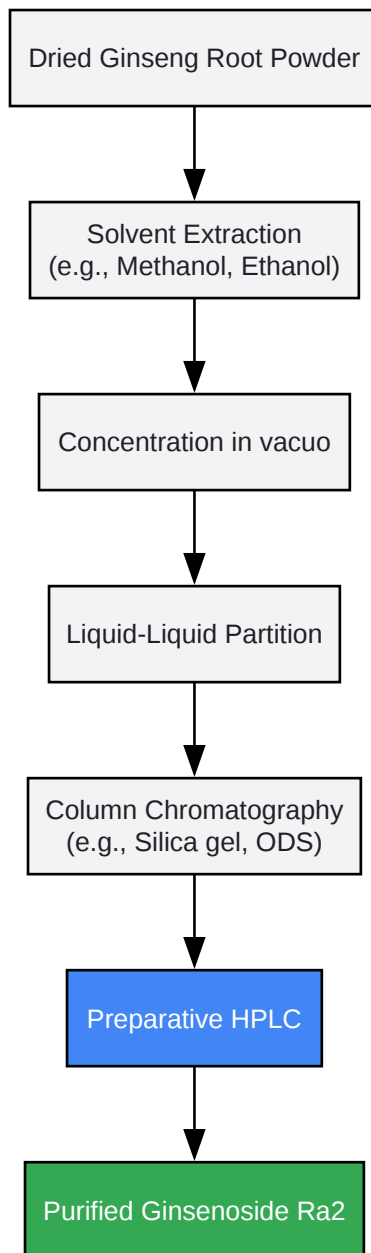 Dried Ginseng Root Powder
Solvent Extraction
(e.g., Methanol, Ethanol)
Concentration in vacuo
Liquid-Liquid Partition
Column Chromatography
(e.g., Silica gel, ODS)
Preparative HPLC
Purified Ginsenoside Ra2